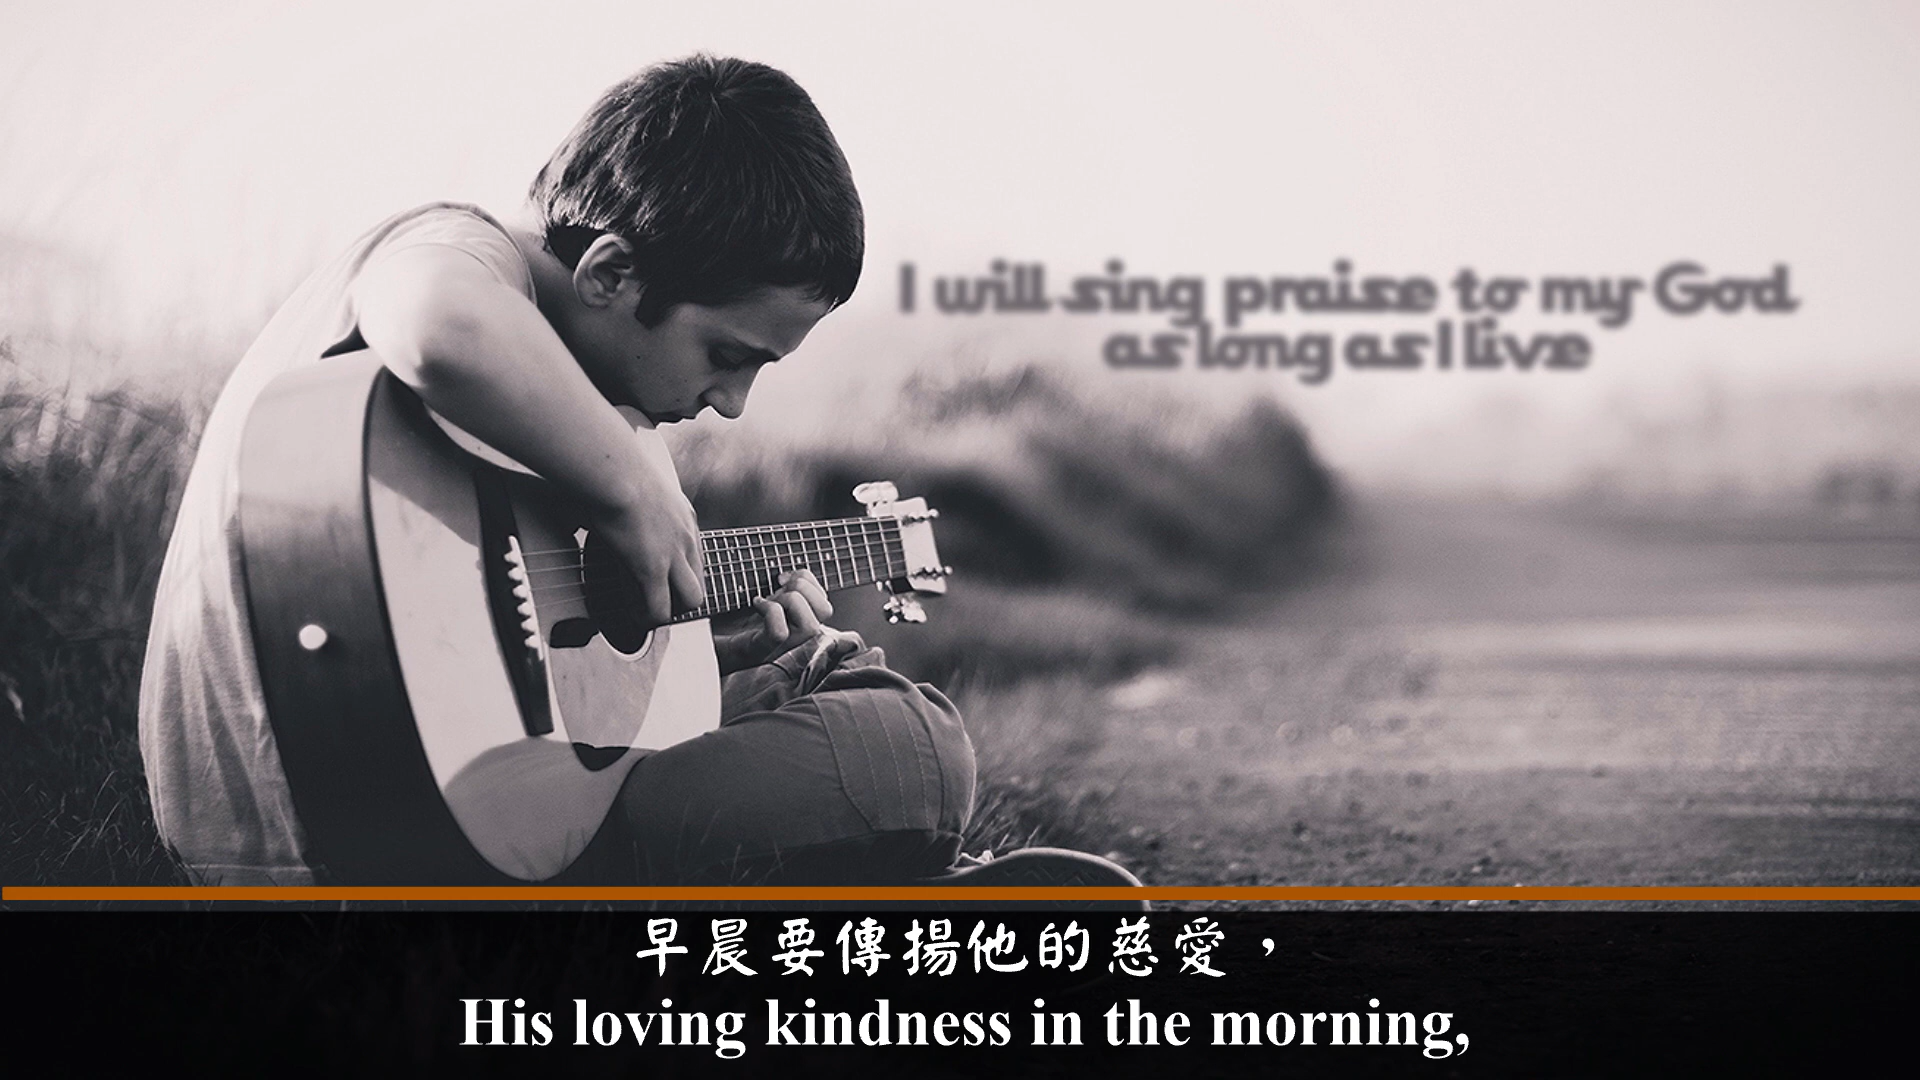 I will sing praise to my God
as long as I live
早晨要傳揚他的慈愛，
His loving kindness in the morning,